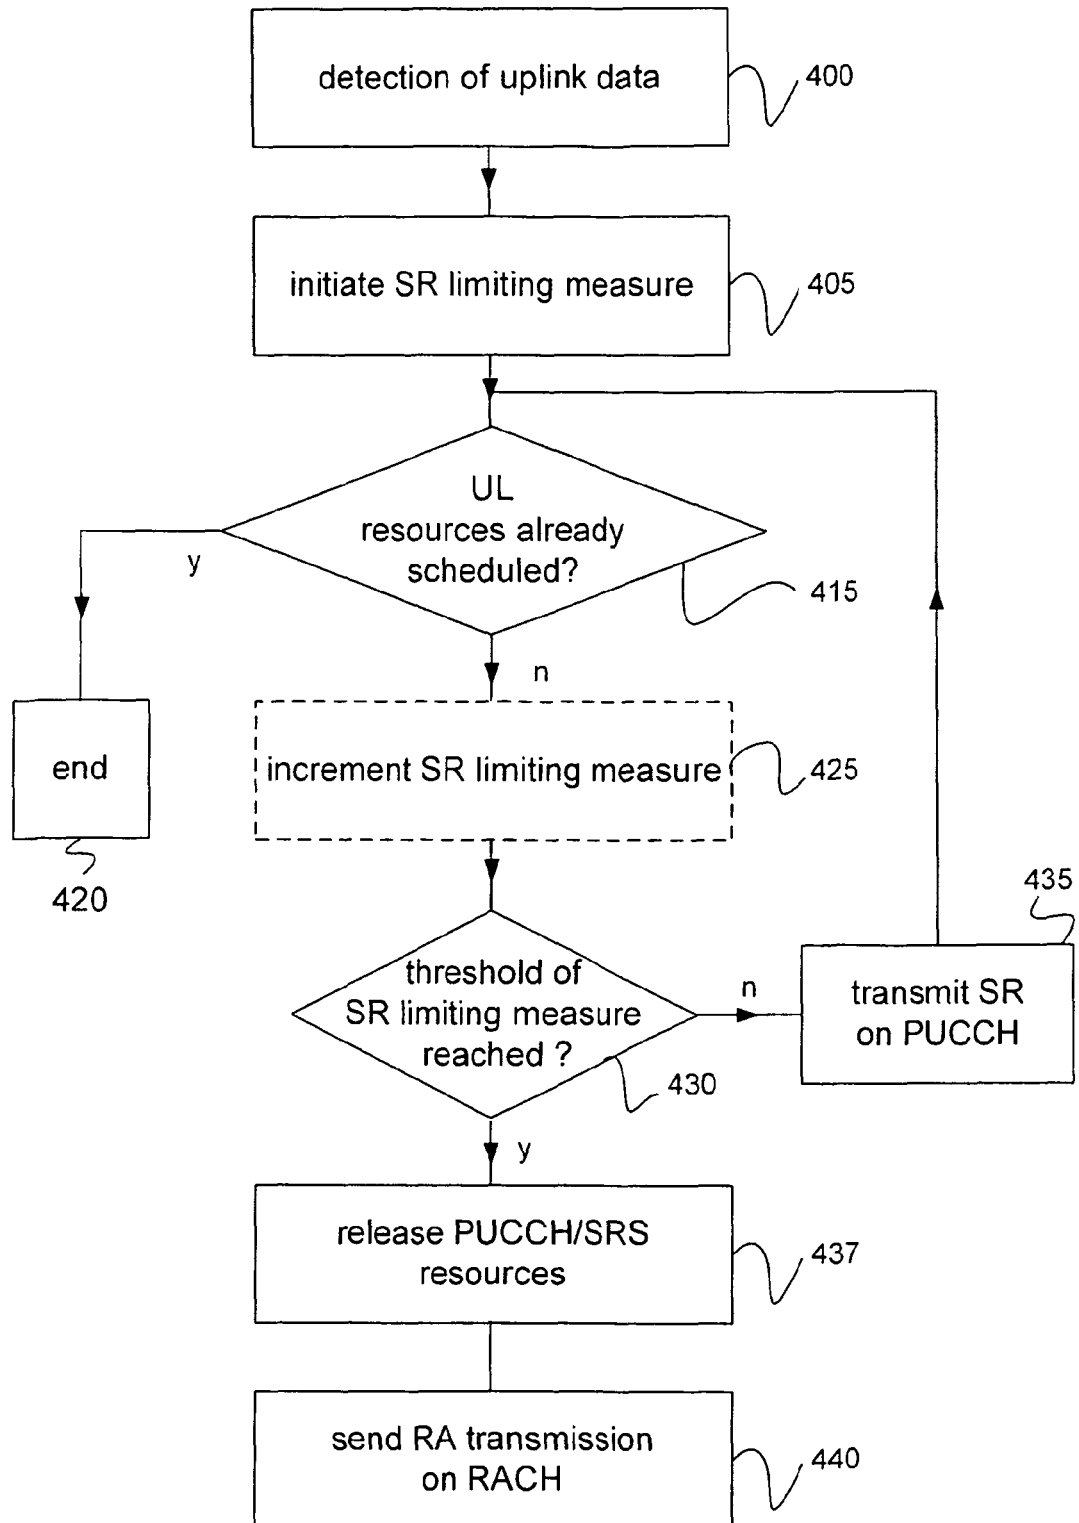 detection of uplink data
400
initiate SR limiting measure
405
UL
resources already
scheduled?
415
y
n
end
420
increment SR limiting measure
425
threshold of
SR limiting measure
reached ?
430
n
435
transmit SR
on PUCCH
y
release PUCCH/SRS
resources
437
send RA transmission
on RACH
440